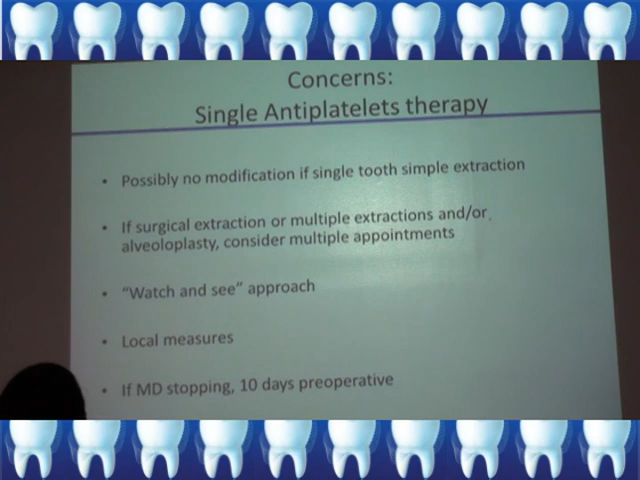 Concerns:
Single Antiplatelets therapy
• Possibly no modification if single tooth simple extraction
• If surgical extraction or multiple extractions and/or
alveoloplasty, consider multiple appointments
• "Watch and see" approach
• Local measures
• If MD stopping, 10 days preoperative